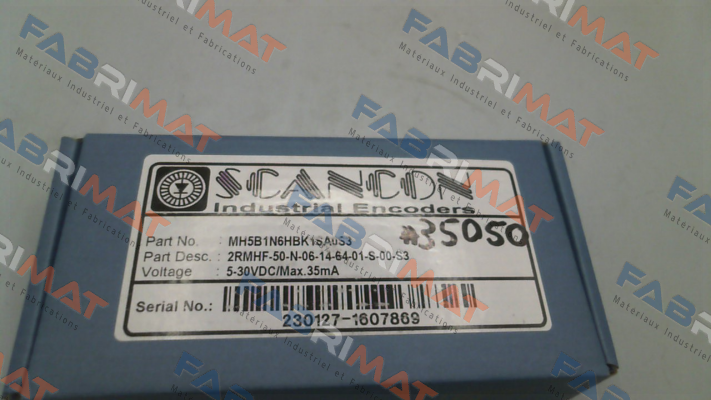 SCANCON
Industrial Encoders
#35050
Part No. : MH5B1N6HBK16A0S3
Part Desc. : 2RMHF-50-N-06-14-64-01-S-00-S3
Voltage : 5-30VDC/Max.35mA
Serial No.:
230127-1607869
FABRIMAT
Materiaux Industriel et Fabrications